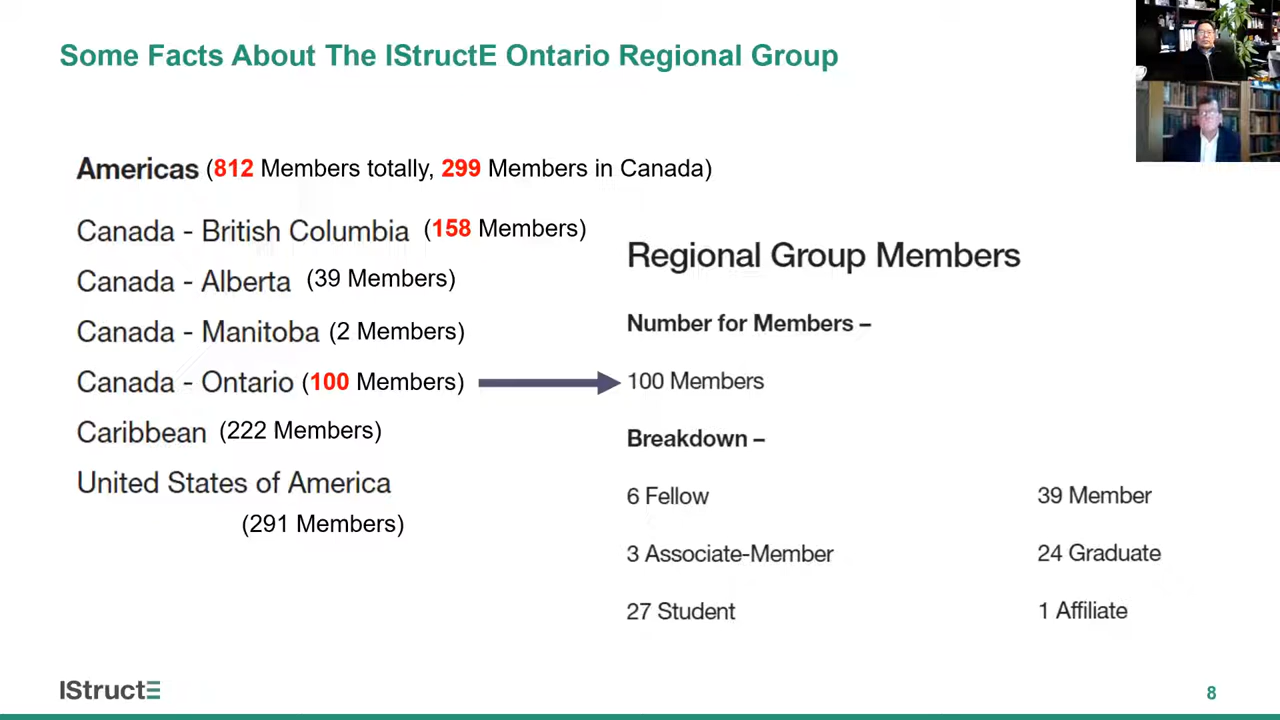 Some Facts About The IStructE Ontario Regional Group
Americas (812 Members totally, 299 Members in Canada)
Canada - British Columbia (158 Members)
Canada - Alberta (39 Members)
Canada - Manitoba (2 Members)
Canada - Ontario (100 Members)
Caribbean (222 Members)
United States of America
(291 Members)
Regional Group Members
Number for Members –
100 Members
Breakdown –
6 Fellow 39 Member
3 Associate-Member 24 Graduate
27 Student 1 Affiliate
IStructE
8